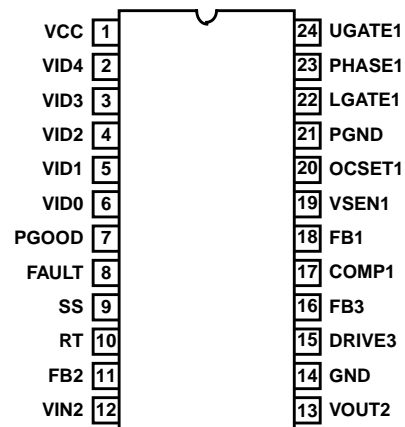 VCC 1 24 UGATE1
VID4 2 23 PHASE1
VID3 3 22 LGATE1
VID2 4 21 PGND
VID1 5 20 OCSET1
VID0 6 19 VSEN1
PGOOD 7 18 FB1
FAULT 8 17 COMP1
SS 9 16 FB3
RT 10 15 DRIVE3
FB2 11 14 GND
VIN2 12 13 VOUT2